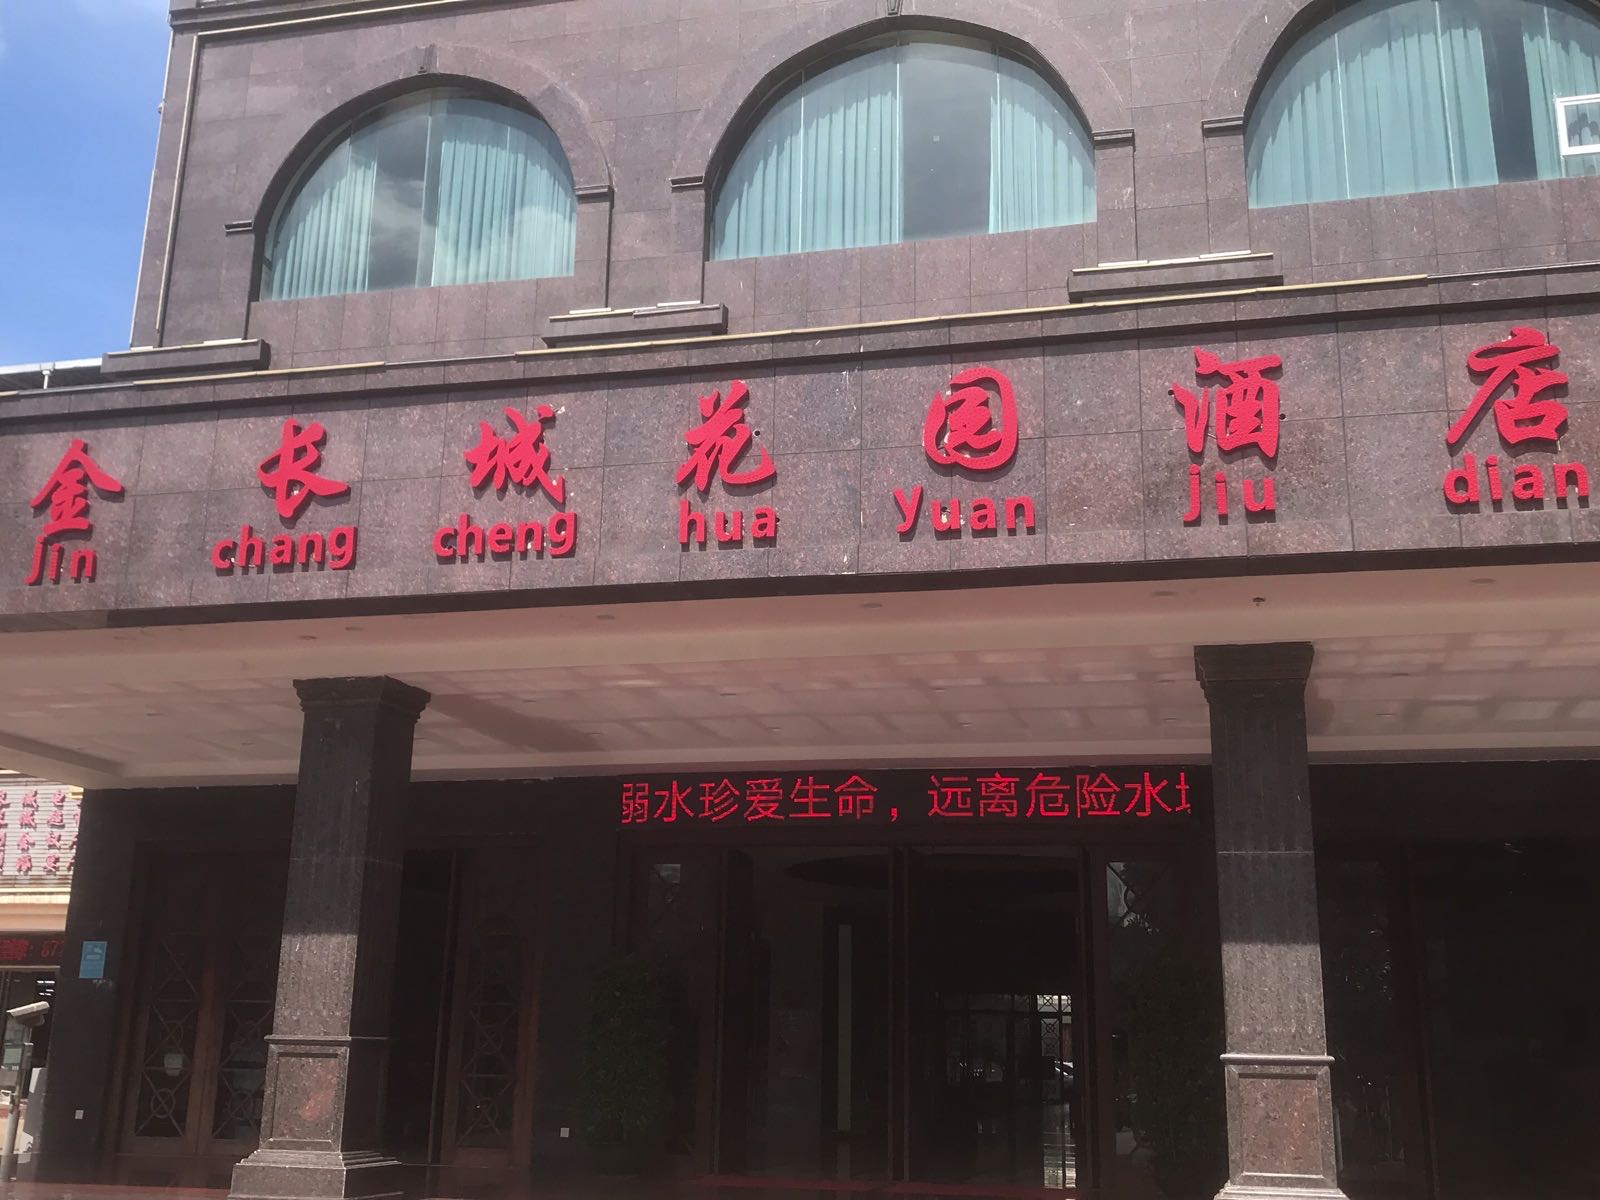 金长城花园酒店
Jin chang cheng hua yuan jiu dian
弱水珍爱生命，远离危险水